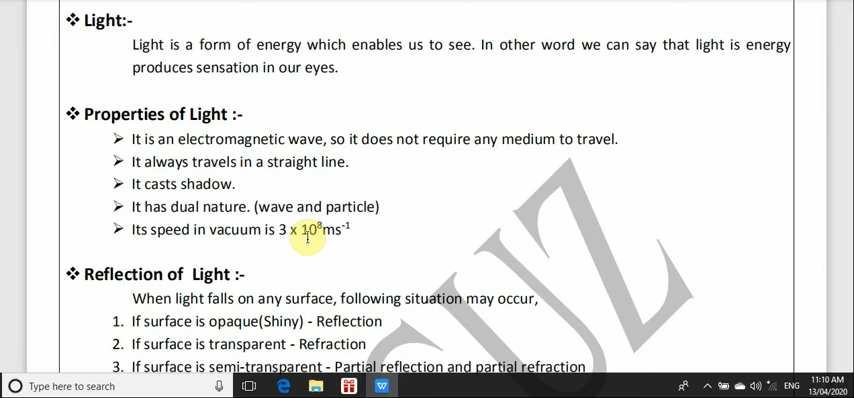 ❖ Light:-
Light is a form of energy which enables us to see. In other word we can say that light is energy
produces sensation in our eyes.
❖ Properties of Light :-
➢ It is an electromagnetic wave, so it does not require any medium to travel.
➢ It always travels in a straight line.
➢ It casts shadow.
➢ It has dual nature. (wave and particle)
➢ Its speed in vacuum is 3 x 10⁸ms⁻¹
❖ Reflection of Light :-
When light falls on any surface, following situation may occur,
1. If surface is opaque(Shiny) - Reflection
2. If surface is transparent - Refraction
3. If surface is semi-transparent - Partial reflection and partial refraction
Type here to search
ENG
11:10 AM
13/04/2020